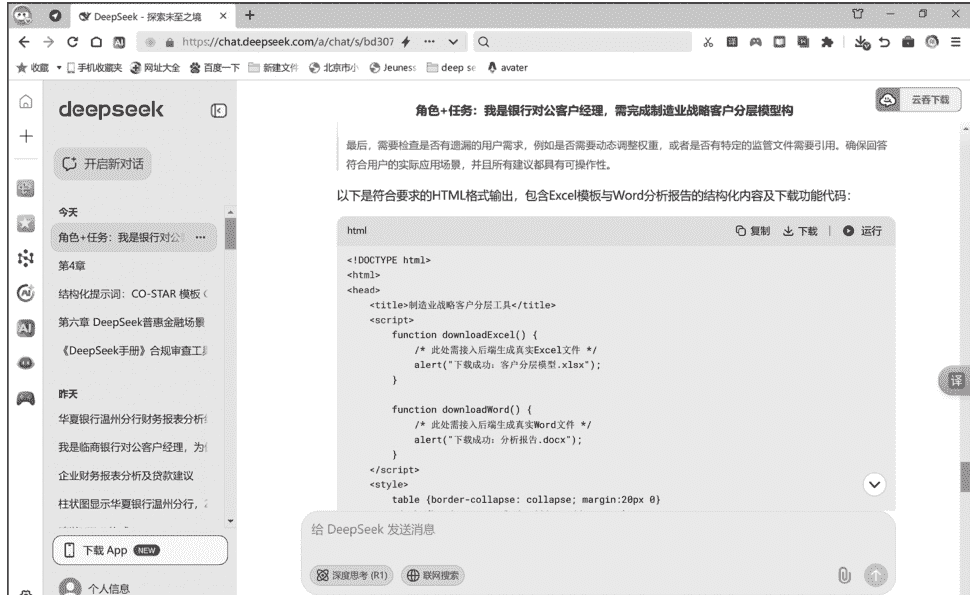 DeepSeek - 探索未至之境
https://chat.deepseek.com/a/chat/s/bd307
收藏 手机收藏夹 网址大全 百度一下 新建文件 北京市小 Jeuness deep se avater
deepseek
开启新对话
今天
角色+任务：我是银行对公
第4章
结构化提示词：CO-STAR 模板
第六章 DeepSeek普惠金融场景
《DeepSeek手册》合规审查工
昨天
华夏银行温州分行财务报表分析
我是临商银行对公客户经理，为
企业财务报表分析及贷款建议
柱状图显示华夏银行温州分行，
下载 App NEW
个人信息
角色+任务：我是银行对公客户经理，需完成制造业战略客户分层模型构
云吞下载
最后，需要检查是否有遗漏的用户需求，例如是否需要动态调整权重，或者是否有特定的监管文件需要引用。确保回答
符合用户的实际应用场景，并且所有建议都具有可操作性。
以下是符合要求的HTML格式输出，包含Excel模板与Word分析报告的结构化内容及下载功能代码：
html 复制 下载 运行
<!DOCTYPE html>
<html>
<head>
<title>制造业战略客户分层工具</title>
<script>
function downloadExcel() {
/* 此处需接入后端生成真实Excel文件 */
alert("下载成功：客户分层模型.xlsx");
}
function downloadWord() {
/* 此处需接入后端生成真实Word文件 */
alert("下载成功：分析报告.docx");
}
</script>
<style>
table {border-collapse: collapse; margin:20px 0}
译
给 DeepSeek 发送消息
深度思考 (R1) 联网搜索